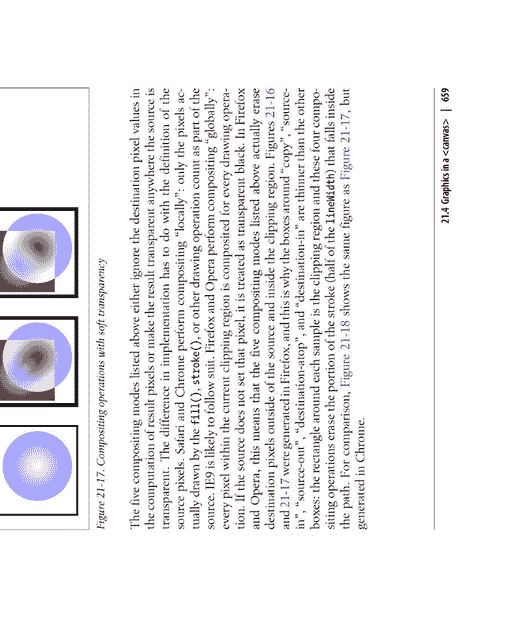 Figure 21-17. Compositing operations with soft transparency
The five compositing modes listed above either ignore the destination pixel values in
the computation of result pixels or make the result transparent anywhere the source is
transparent. The difference in implementation has to do with the definition of the
source pixels. Safari and Chrome perform compositing “locally”: only the pixels ac-
tually drawn by the fill(), stroke(), or other drawing operation count as part of the
source. IE9 is likely to follow suit. Firefox and Opera perform compositing “globally”:
every pixel within the current clipping region is composited for every drawing opera-
tion. If the source does not set that pixel, it is treated as transparent black. In Firefox
and Opera, this means that the five compositing modes listed above actually erase
destination pixels outside of the source and inside the clipping region. Figures 21-16
and 21-17 were generated in Firefox, and this is why the boxes around “copy”, “source-
in”, “source-out”, “destination-atop”, and “destination-in” are thinner than the other
boxes: the rectangle around each sample is the clipping region and these four compo-
siting operations erase the portion of the stroke (half of the lineWidth) that falls inside
the path. For comparison, Figure 21-18 shows the same figure as Figure 21-17, but
generated in Chrome.
21.4 Graphics in a <canvas> | 659